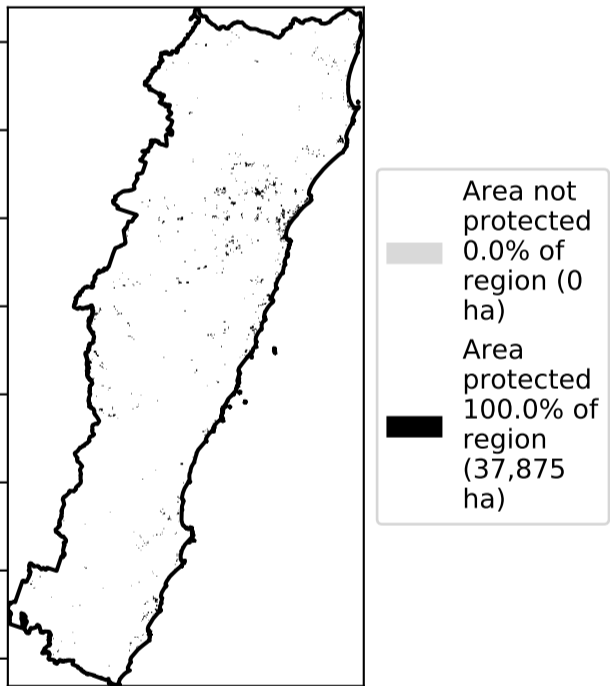 Area not
protected
0.0% of
region (0
ha)
Area
protected
100.0% of
region
(37,875
ha)